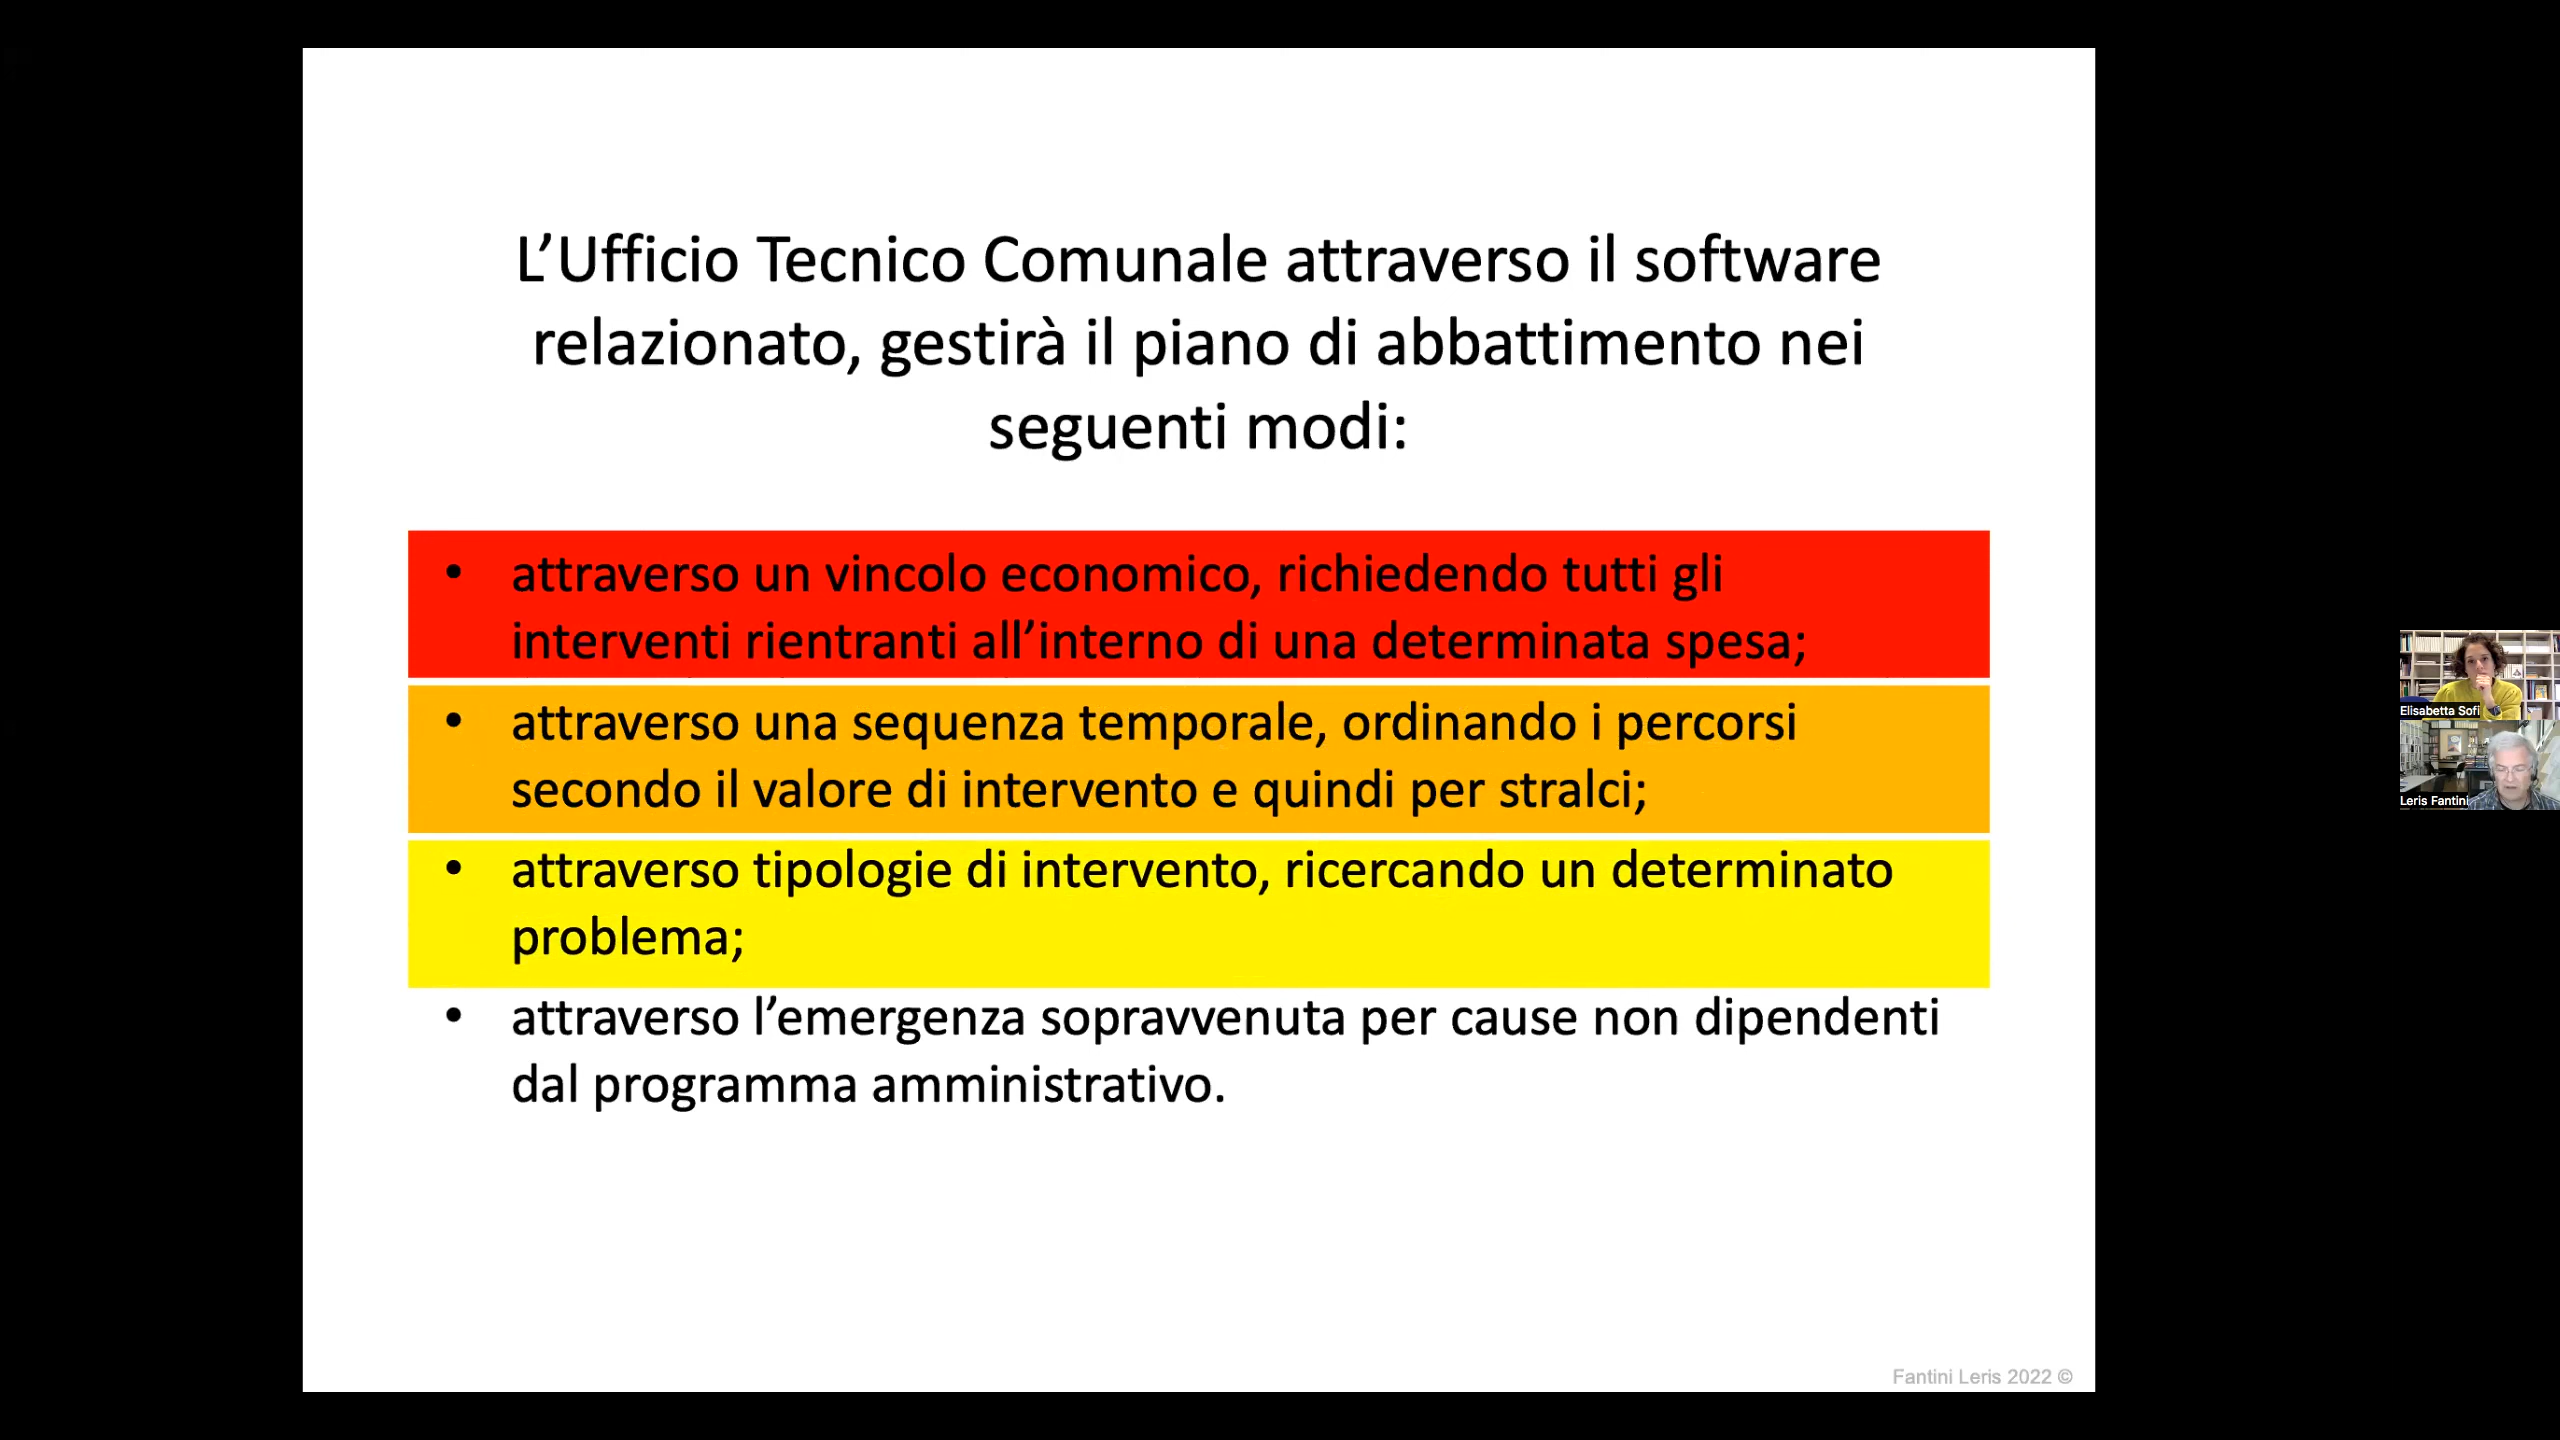 L’Ufficio Tecnico Comunale attraverso il software
relazionato, gestirà il piano di abbattimento nei
seguenti modi:
• attraverso un vincolo economico, richiedendo tutti gli
interventi rientranti all’interno di una determinata spesa;
• attraverso una sequenza temporale, ordinando i percorsi
secondo il valore di intervento e quindi per stralci;
• attraverso tipologie di intervento, ricercando un determinato
problema;
• attraverso l’emergenza sopravvenuta per cause non dipendenti
dal programma amministrativo.
Fantini Leris 2022 ©
Elisabetta Sofi
Leris Fantini